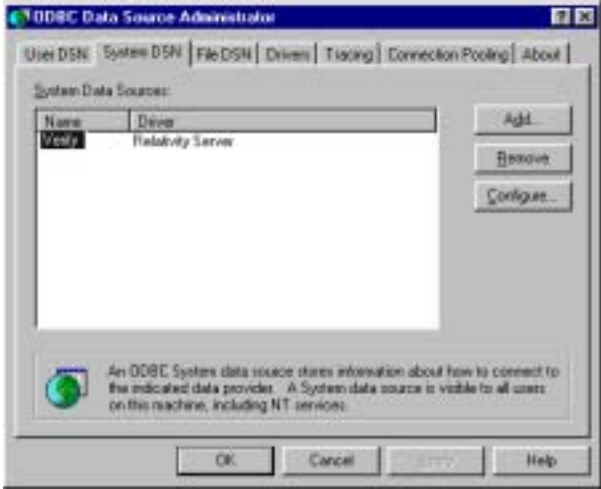 ODBC Data Source Administrator
User DSN System DSN File DSN Drivers Tracing Connection Pooling About
System Data Sources:
Name Driver
Verify Relativity Server
Add...
Remove
Configure...
An ODBC System data source stores information about how to connect to
the indicated data provider. A System data source is visible to all users
on this machine, including NT services.
OK Cancel Apply Help